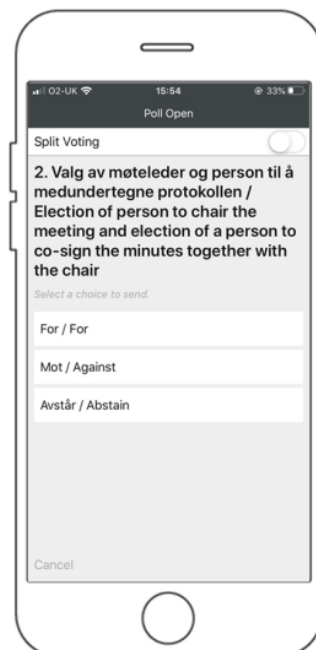 O2-UK 15:54 33%
Poll Open
Split Voting
2. Valg av møteleder og person til å
medundertegne protokollen /
Election of person to chair the
meeting and election of a person to
co-sign the minutes together with
the chair
Select a choice to send.
For / For
Mot / Against
Avstår / Abstain
Cancel